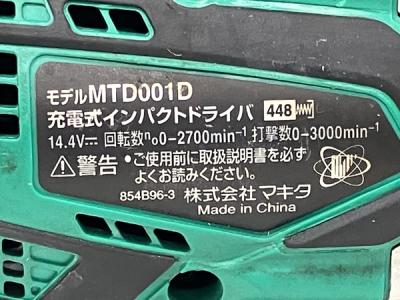 モデルMTD001D
充電式インパクトドライバ 448
14.4V⎓ 回転数n₀0-2700min⁻¹ 打撃数0-3000min⁻¹
⚠警告 ・ご使用前に取扱説明書を必ず
よくお読みください。
854B96-3 株式会社 マキタ
Made in China